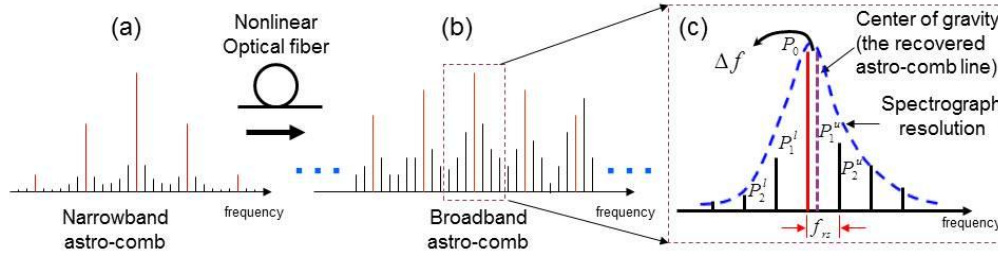 (a)
Nonlinear
Optical fiber
(b)
(c)
Center of gravity
(the recovered
astro-comb line)
Spectrograph
resolution
Δf
P₀
P₁ˡ
P₁ᵘ
P₂ˡ
P₂ᵘ
f_rz
frequency
frequency
frequency
Narrowband
astro-comb
Broadband
astro-comb